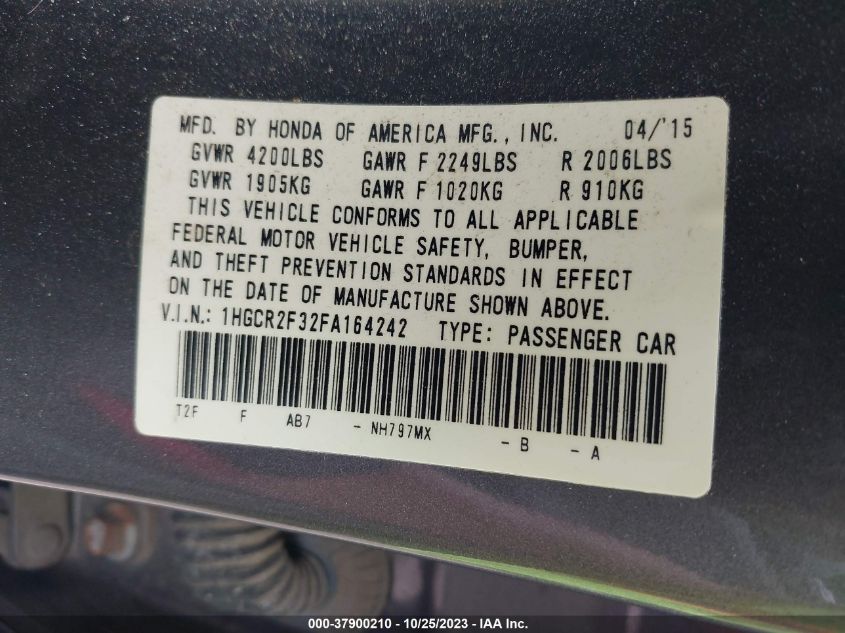 MFD. BY HONDA OF AMERICA MFG., INC. 04/'15
GVWR 4200LBS GAWR F 2249LBS R 2006LBS
GVWR 1905KG GAWR F 1020KG R 910KG
THIS VEHICLE CONFORMS TO ALL APPLICABLE
FEDERAL MOTOR VEHICLE SAFETY, BUMPER,
AND THEFT PREVENTION STANDARDS IN EFFECT
ON THE DATE OF MANUFACTURE SHOWN ABOVE.
V.I.N.: 1HGCR2F32FA164242 TYPE: PASSENGER CAR
T2F F AB7 - NH797MX - B - A
000-37900210 - 10/25/2023 - IAA Inc.